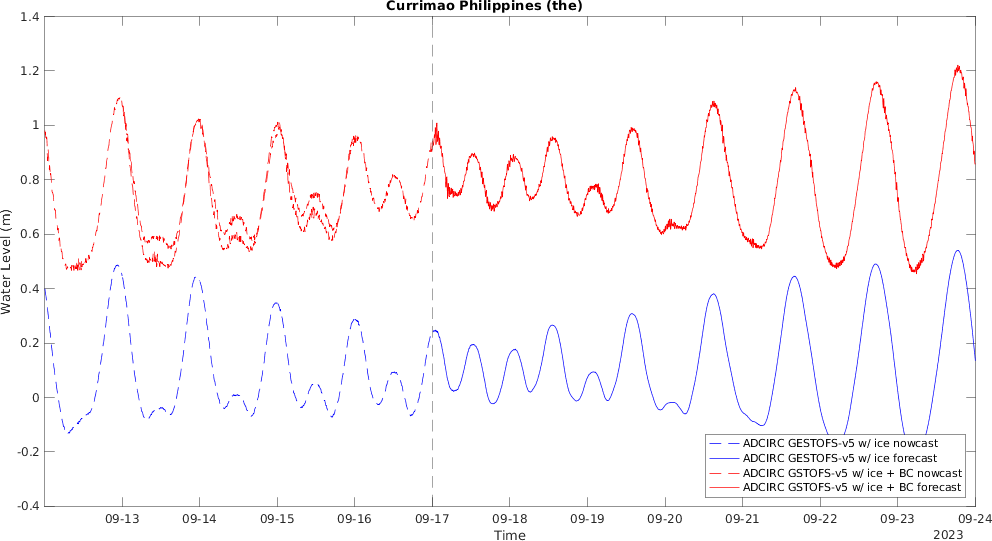 Currimao Philippines (the)
Water Level (m)
1.4
1.2
1
0.8
0.6
0.4
0.2
0
-0.2
-0.4
ADCIRC GESTOFS-v5 w/ ice nowcast
ADCIRC GESTOFS-v5 w/ ice forecast
ADCIRC GSTOFS-v5 w/ ice + BC nowcast
ADCIRC GSTOFS-v5 w/ ice + BC forecast
09-13 09-14 09-15 09-16 09-17 09-18 09-19 09-20 09-21 09-22 09-23 09-24
Time
2023